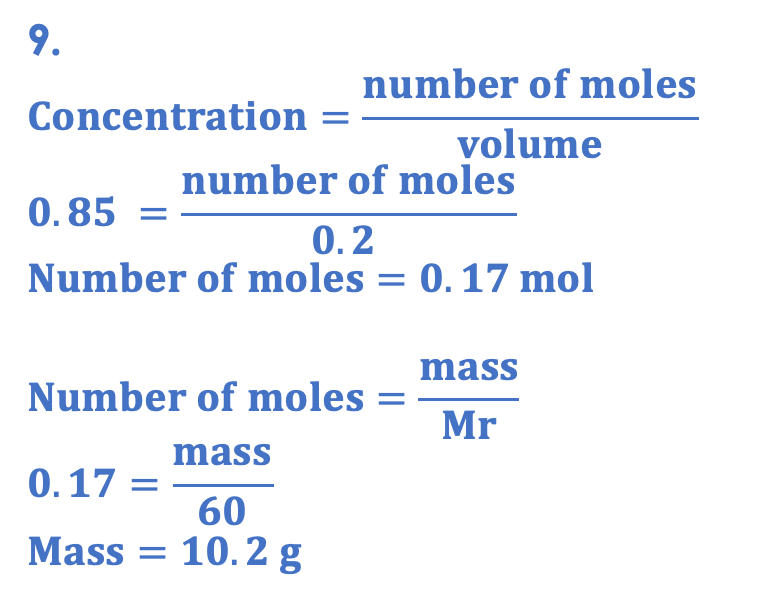 9.
Concentration = number of moles / volume
0.85 = number of moles / 0.2
Number of moles = 0.17 mol
Number of moles = mass / Mr
0.17 = mass / 60
Mass = 10.2 g